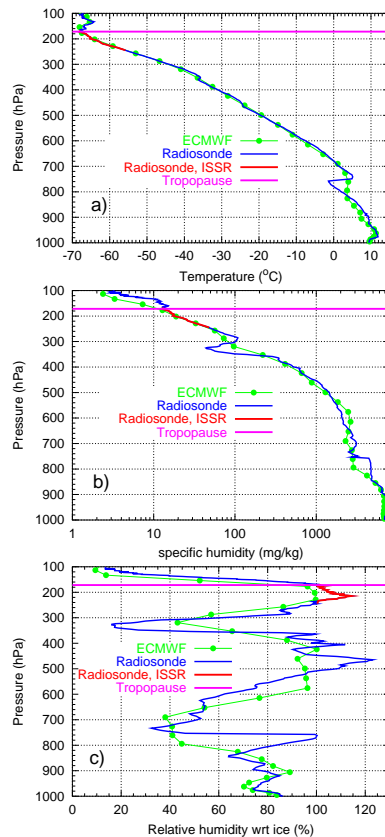 100
200
300
400
500
600
700
800
900
1000
Pressure (hPa)
ECMWF
Radiosonde
Radiosonde, ISSR
Tropopause
a)
-70 -60 -50 -40 -30 -20 -10 0 10
Temperature (°C)
100
200
300
400
500
600
700
800
900
1000
Pressure (hPa)
ECMWF
Radiosonde
Radiosonde, ISSR
Tropopause
b)
1 10 100 1000
specific humidity (mg/kg)
100
200
300
400
500
600
700
800
900
1000
Pressure (hPa)
ECMWF
Radiosonde
Radiosonde, ISSR
Tropopause
c)
0 20 40 60 80 100 120
Relative humidity wrt ice (%)